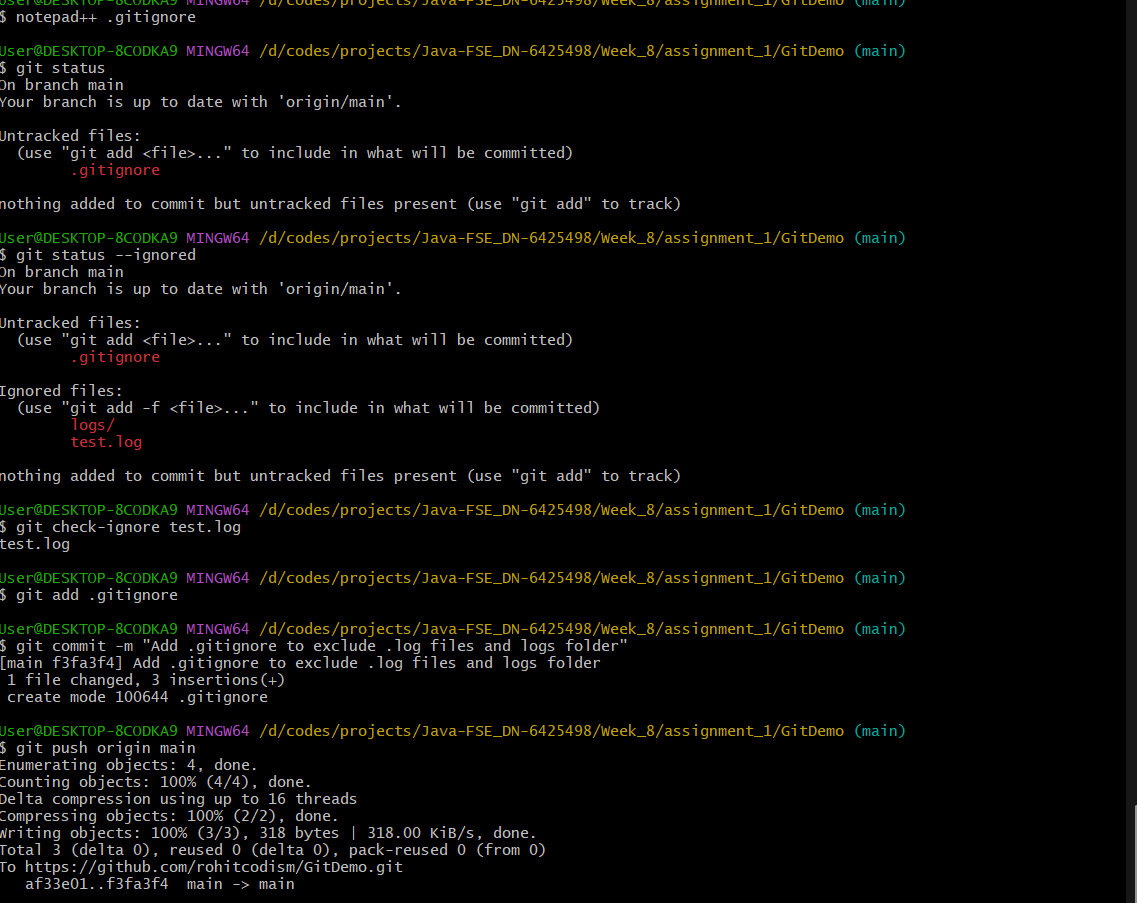 User@DESKTOP-8CODKA9 MINGW64 /d/codes/projects/Java-FSE_DN-6425498/Week_8/assignment_1/GitDemo (main)
$ notepad++ .gitignore

User@DESKTOP-8CODKA9 MINGW64 /d/codes/projects/Java-FSE_DN-6425498/Week_8/assignment_1/GitDemo (main)
$ git status
On branch main
Your branch is up to date with 'origin/main'.

Untracked files:
  (use "git add <file>..." to include in what will be committed)
        .gitignore

nothing added to commit but untracked files present (use "git add" to track)

User@DESKTOP-8CODKA9 MINGW64 /d/codes/projects/Java-FSE_DN-6425498/Week_8/assignment_1/GitDemo (main)
$ git status --ignored
On branch main
Your branch is up to date with 'origin/main'.

Untracked files:
  (use "git add <file>..." to include in what will be committed)
        .gitignore

Ignored files:
  (use "git add -f <file>..." to include in what will be committed)
        logs/
        test.log

nothing added to commit but untracked files present (use "git add" to track)

User@DESKTOP-8CODKA9 MINGW64 /d/codes/projects/Java-FSE_DN-6425498/Week_8/assignment_1/GitDemo (main)
$ git check-ignore test.log
test.log

User@DESKTOP-8CODKA9 MINGW64 /d/codes/projects/Java-FSE_DN-6425498/Week_8/assignment_1/GitDemo (main)
$ git add .gitignore

User@DESKTOP-8CODKA9 MINGW64 /d/codes/projects/Java-FSE_DN-6425498/Week_8/assignment_1/GitDemo (main)
$ git commit -m "Add .gitignore to exclude .log files and logs folder"
[main f3fa3f4] Add .gitignore to exclude .log files and logs folder
 1 file changed, 3 insertions(+)
 create mode 100644 .gitignore

User@DESKTOP-8CODKA9 MINGW64 /d/codes/projects/Java-FSE_DN-6425498/Week_8/assignment_1/GitDemo (main)
$ git push origin main
Enumerating objects: 4, done.
Counting objects: 100% (4/4), done.
Delta compression using up to 16 threads
Compressing objects: 100% (2/2), done.
Writing objects: 100% (3/3), 318 bytes | 318.00 KiB/s, done.
Total 3 (delta 0), reused 0 (delta 0), pack-reused 0 (from 0)
To https://github.com/rohitcodism/GitDemo.git
   af33e01..f3fa3f4  main -> main